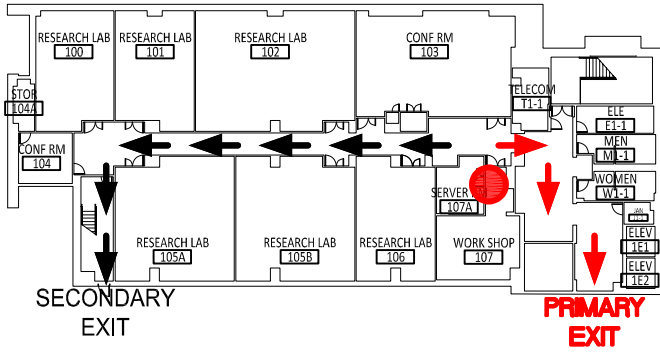 RESEARCH LAB
100
RESEARCH LAB
101
RESEARCH LAB
102
CONF RM
103
STOR
104A
TELECOM
T1-1
ELE
E1-1
MEN
M1-1
CONF RM
104
WOMEN
W1-1
SERVER
107A
JAN
ELEV
1E1
RESEARCH LAB
105A
RESEARCH LAB
105B
RESEARCH LAB
106
WORK SHOP
107
ELEV
1E2
SECONDARY
EXIT
PRIMARY
EXIT